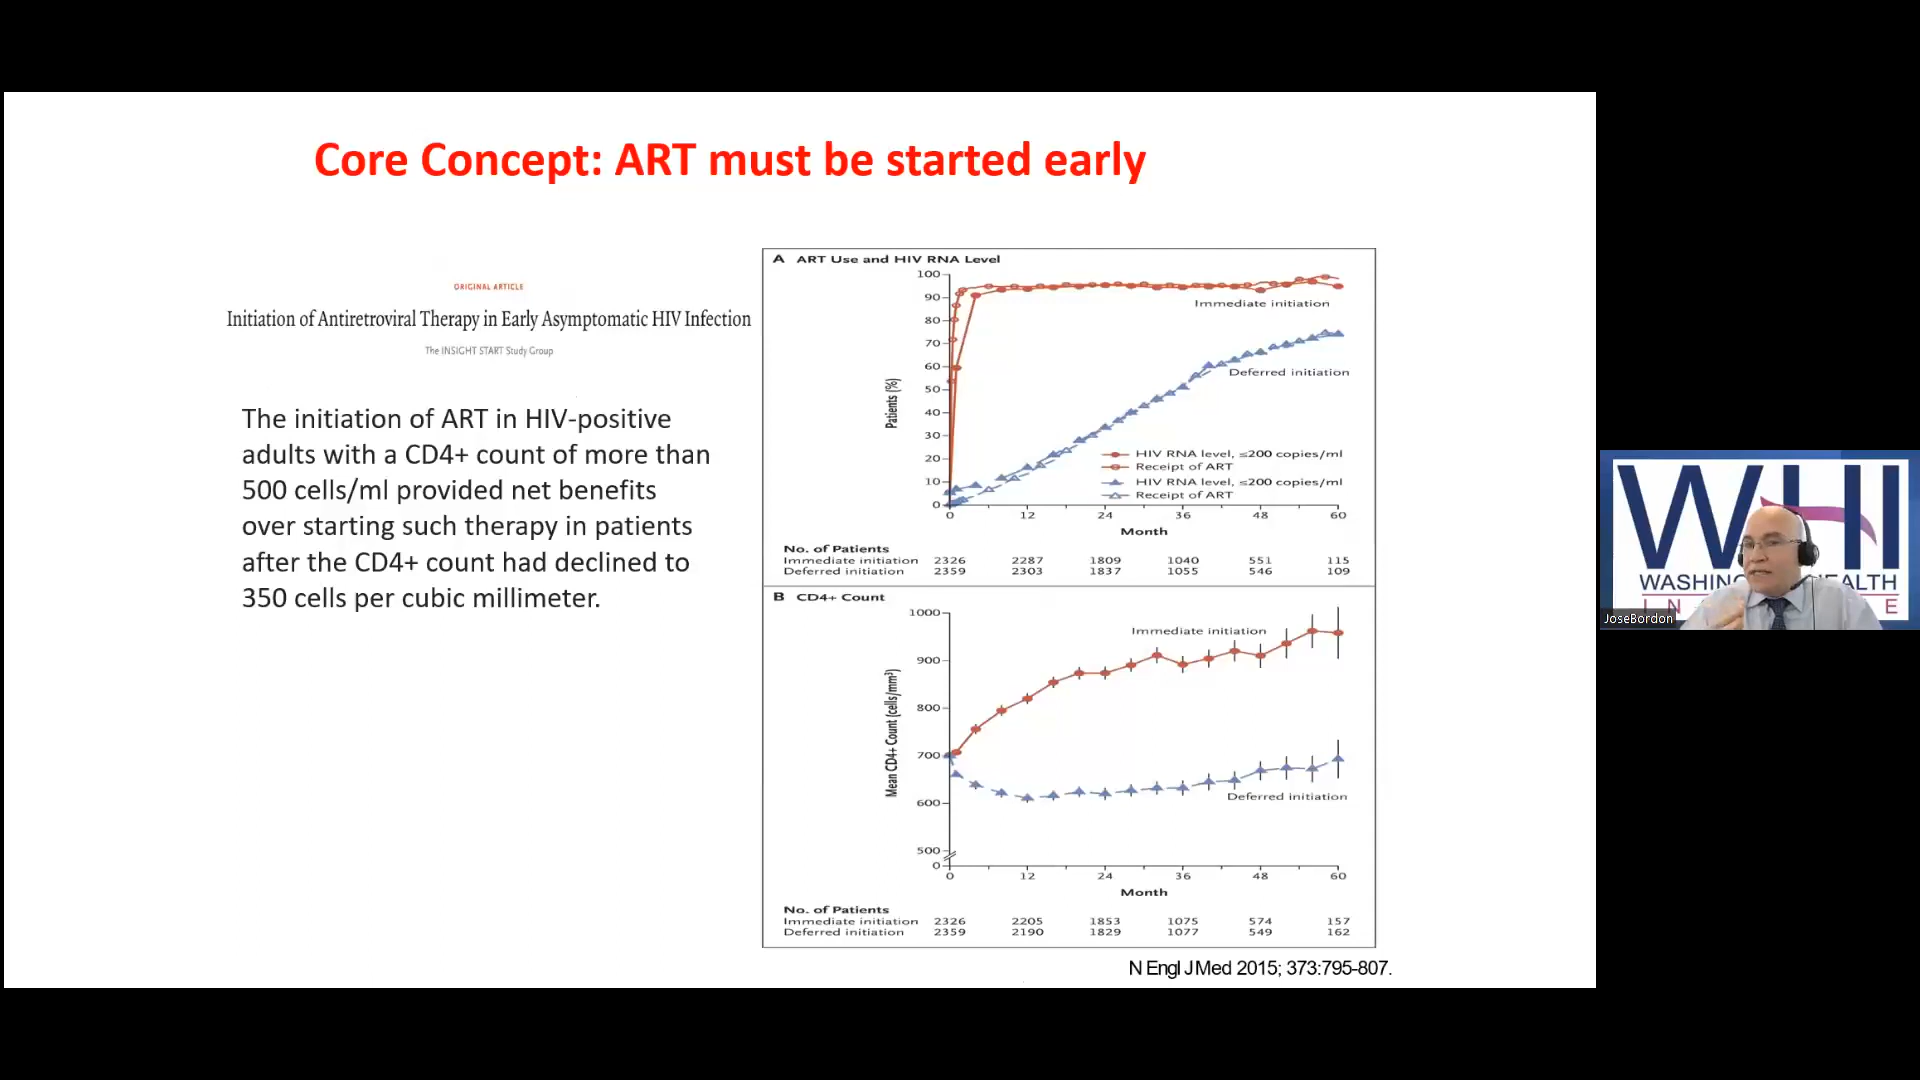 Core Concept: ART must be started early
ORIGINAL ARTICLE
Initiation of Antiretroviral Therapy in Early Asymptomatic HIV Infection
The INSIGHT START Study Group
The initiation of ART in HIV-positive
adults with a CD4+ count of more than
500 cells/ml provided net benefits
over starting such therapy in patients
after the CD4+ count had declined to
350 cells per cubic millimeter.
A ART Use and HIV RNA Level
100
90
80
70
60
50
40
30
20
10
0
Patients (%)
Immediate initiation
Deferred initiation
HIV RNA level, ≤200 copies/ml
Receipt of ART
HIV RNA level, ≤200 copies/ml
Receipt of ART
0 12 24 36 48 60
Month
No. of Patients
Immediate initiation 2326 2287 1809 1040 551 115
Deferred initiation 2359 2303 1837 1055 546 109
B CD4+ Count
1000
900
800
700
600
500
0
Mean CD4+ Count (cells/mm³)
Immediate initiation
Deferred initiation
0 12 24 36 48 60
Month
No. of Patients
Immediate initiation 2326 2205 1853 1075 574 157
Deferred initiation 2359 2190 1829 1077 549 162
N Engl J Med 2015; 373:795-807.
WHI
JoseBordon